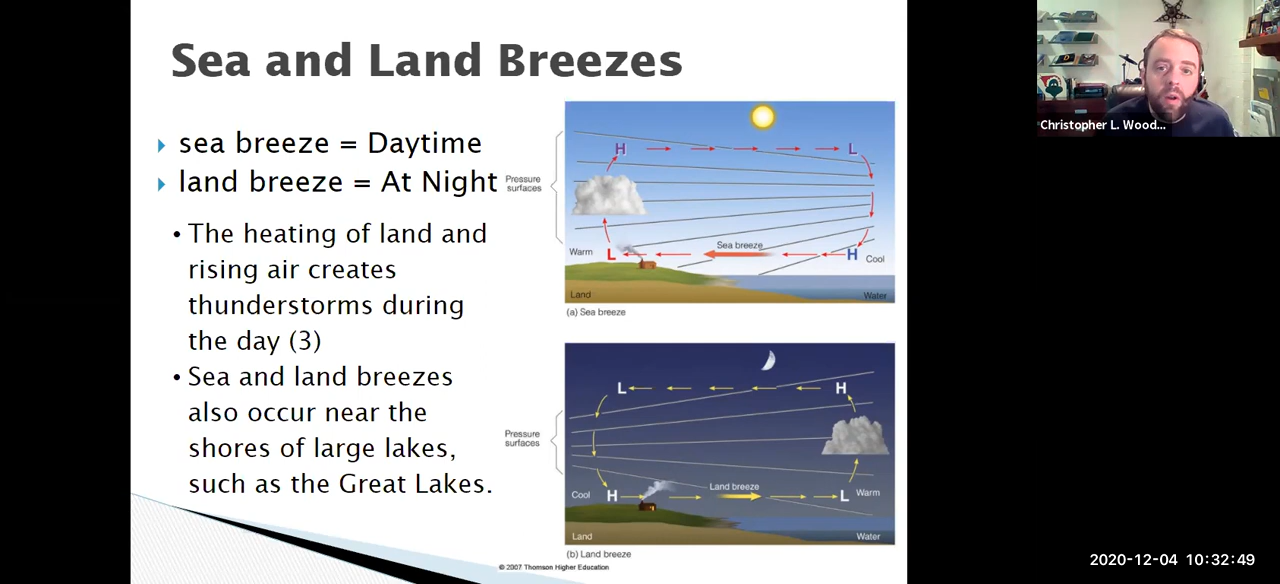 Sea and Land Breezes
sea breeze = Daytime
land breeze = At Night
• The heating of land and
rising air creates
thunderstorms during
the day (3)
• Sea and land breezes
also occur near the
shores of large lakes,
such as the Great Lakes.
H
L
Pressure
surfaces
Sea breeze
Warm
L
H
Cool
Land
Water
(a) Sea breeze
L
H
Pressure
surfaces
Land breeze
Cool
H
L
Warm
Land
Water
(b) Land breeze
© 2007 Thomson Higher Education
Christopher L. Wood...
2020-12-04 10:32:49